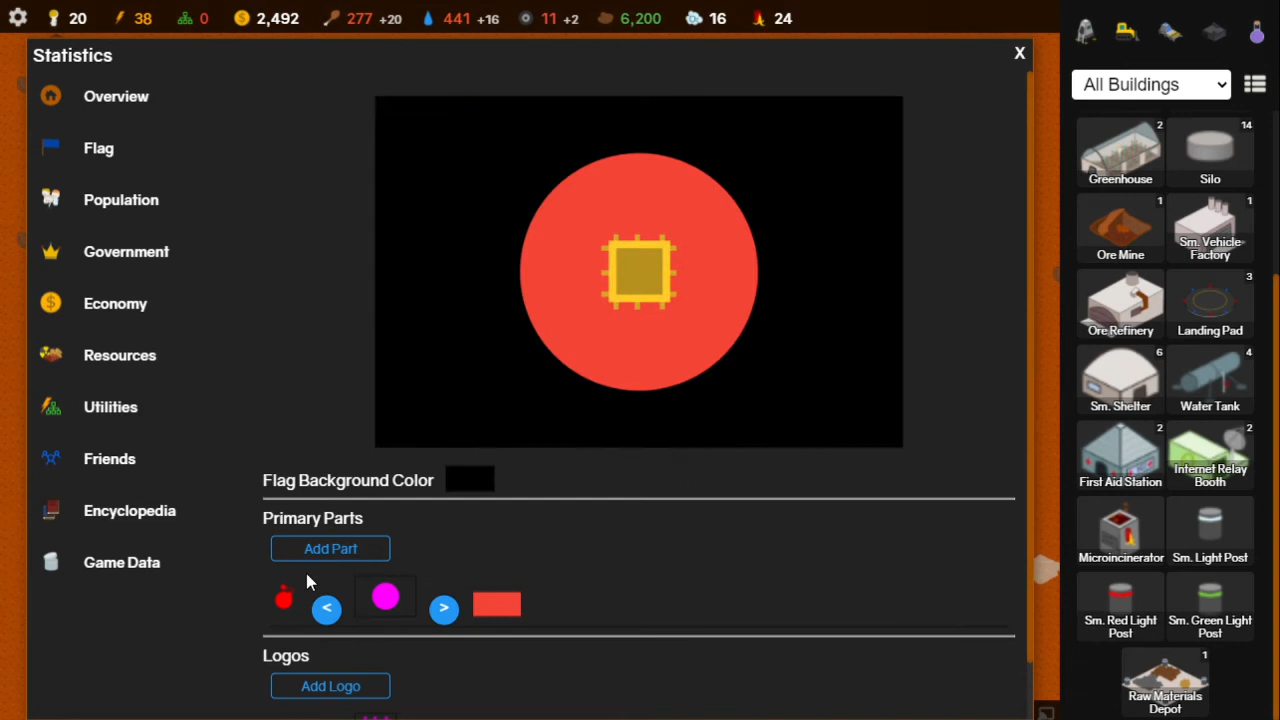 20 38 0 2,492 277 +20 441 +16 11 +2 6,200 16 24
Statistics X
Overview
Flag
Population
Government
Economy
Resources
Utilities
Friends
Encyclopedia
Game Data
Flag Background Color
Primary Parts
Add Part
< >
Logos
Add Logo
All Buildings
2 14
Greenhouse Silo
1 1
Ore Mine Sm. Vehicle
Factory
3
Ore Refinery Landing Pad
6 4
Sm. Shelter Water Tank
2 2
First Aid Station Internet Relay
Booth
Microincinerator Sm. Light Post
Sm. Red Light
Post
Sm. Green Light
Post
1
Raw Materials
Depot